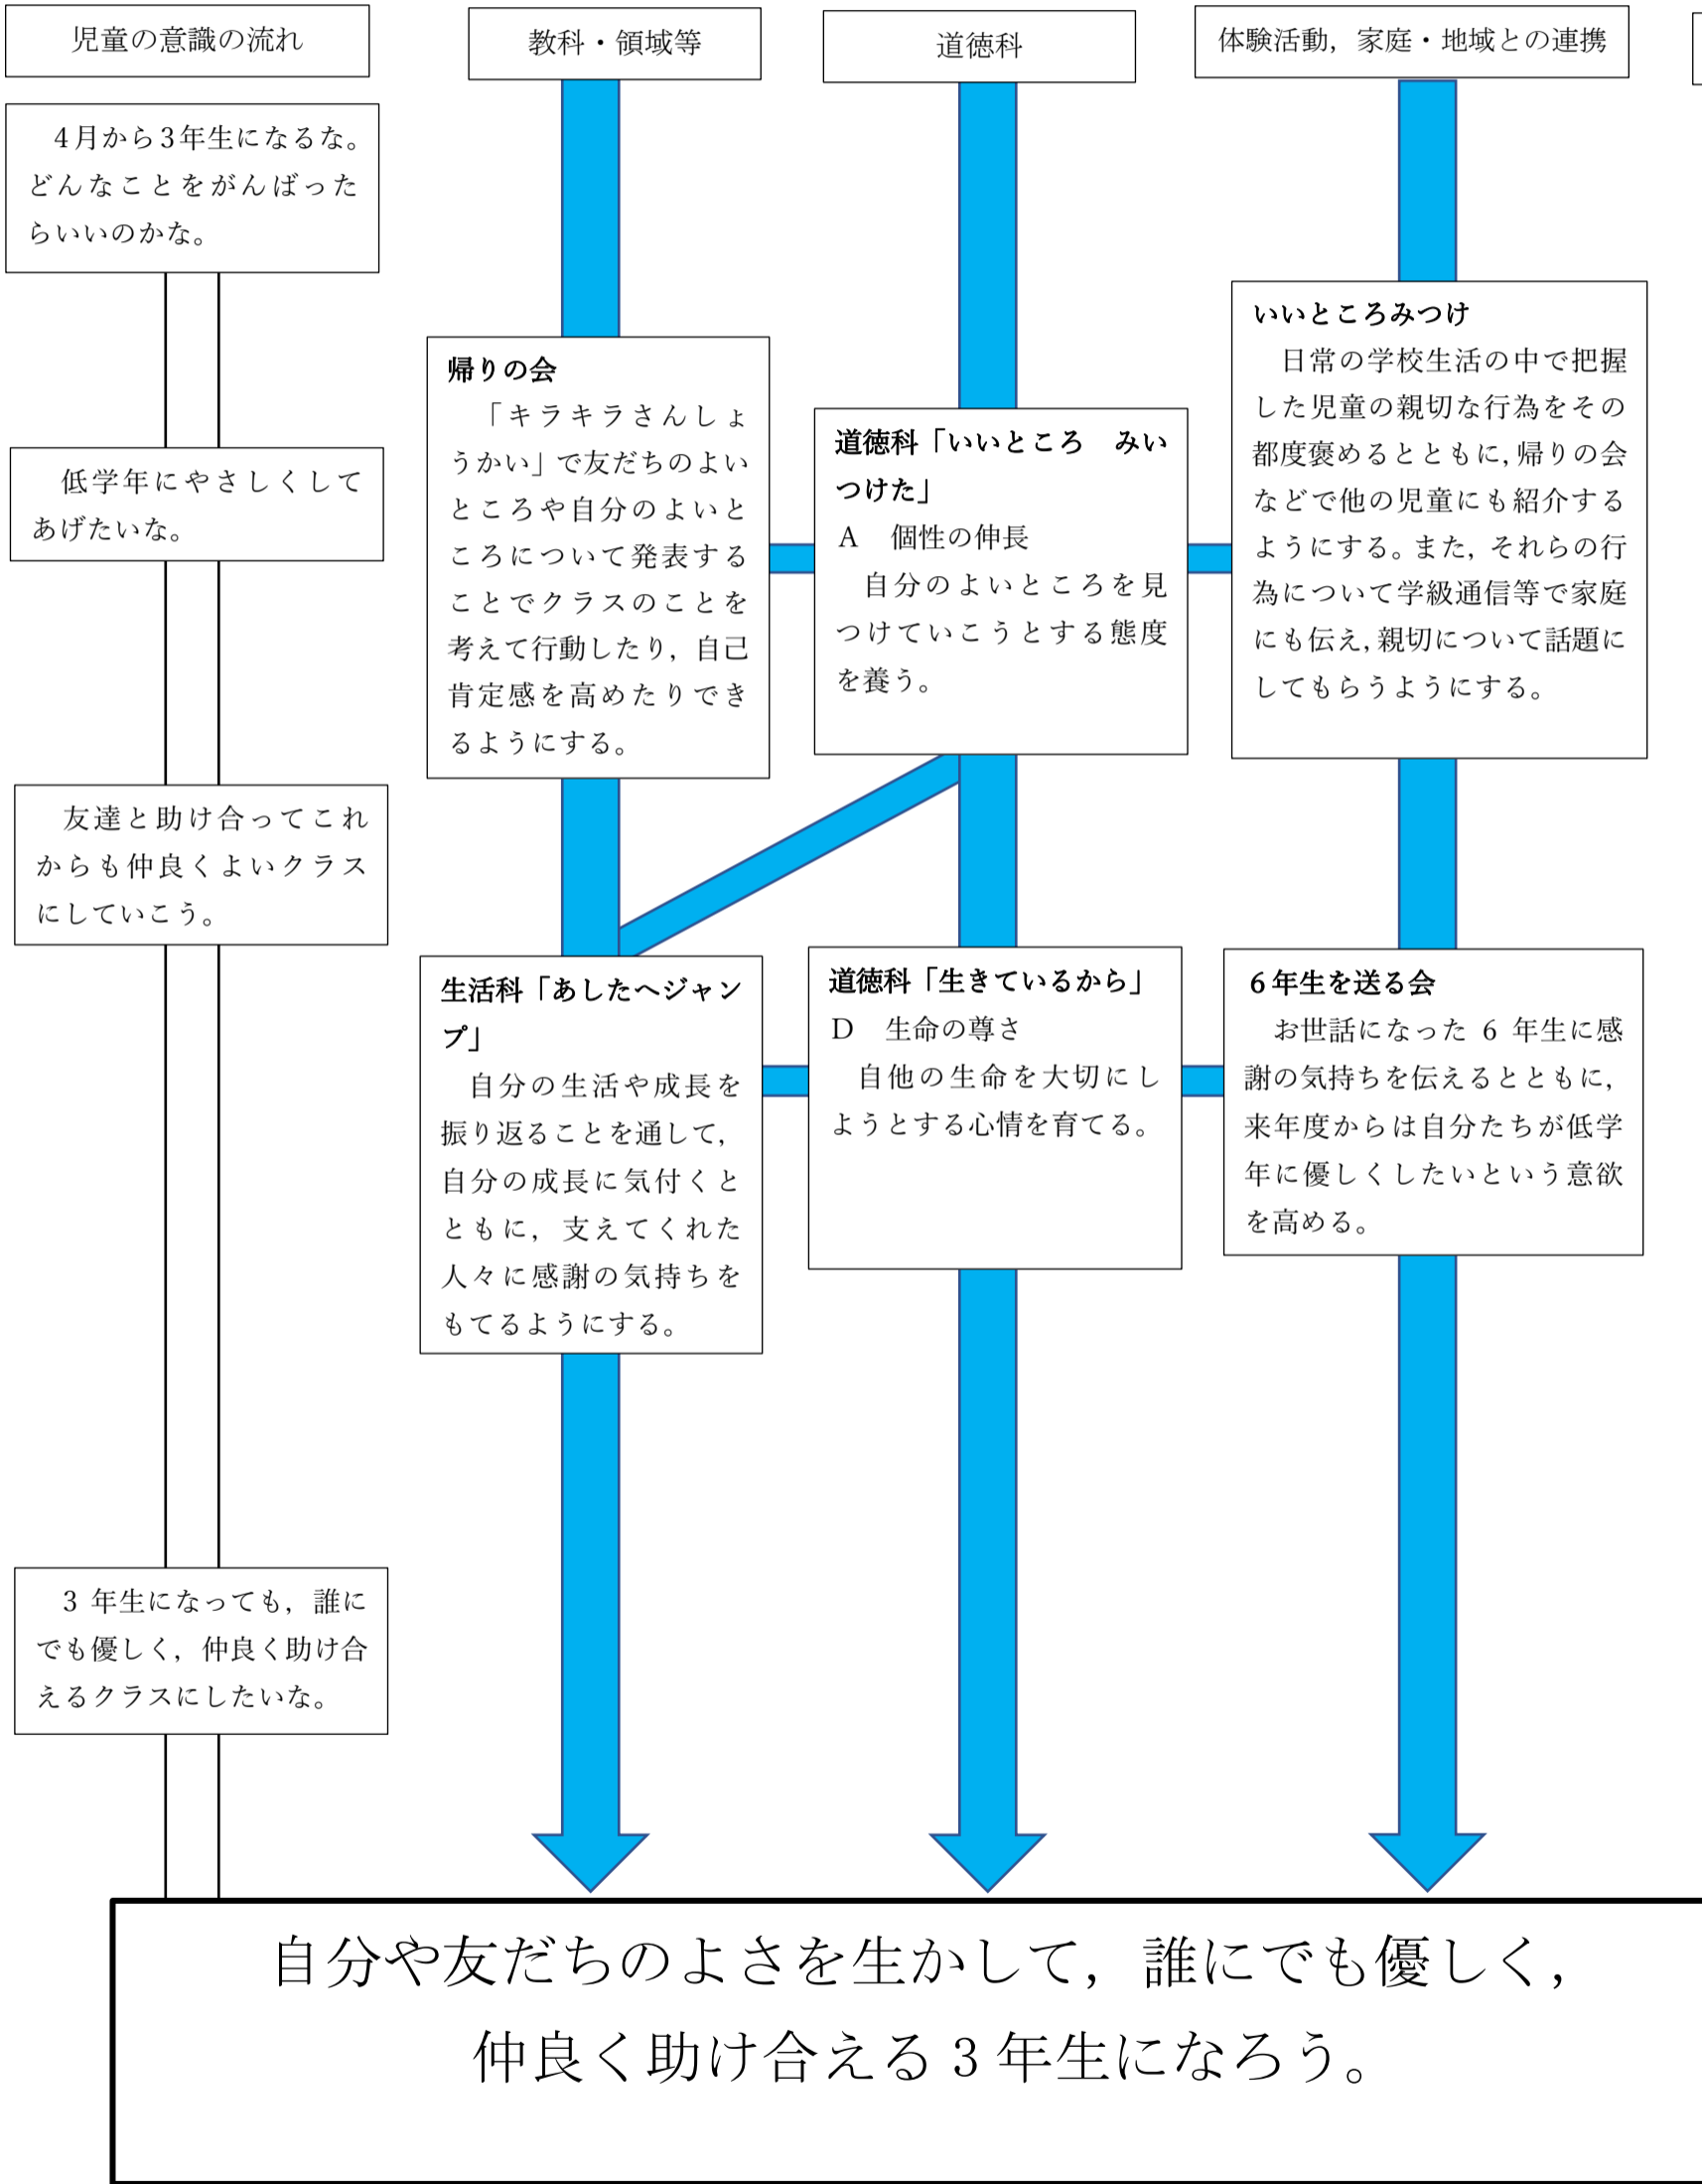 児童の意識の流れ
教科・領域等
道徳科
体験活動，家庭・地域との連携
４月から３年生になるな。
どんなことをがんばった
らいいのかな。
低学年にやさしくして
あげたいな。
友達と助け合ってこれ
からも仲良くよいクラス
にしていこう。
3 年生になっても，誰に
でも優しく，仲良く助け合
えるクラスにしたいな。
帰りの会
「キラキラさんしょ
うかい」で友だちのよい
ところや自分のよいと
ころについて発表する
ことでクラスのことを
考えて行動したり，自己
肯定感を高めたりでき
るようにする。
生活科「あしたへジャン
プ」
自分の生活や成長を
振り返ることを通して，
自分の成長に気付くと
ともに，支えてくれた
人々に感謝の気持ちを
もてるようにする。
道徳科「いいところ　みい
つけた」
A　個性の伸長
自分のよいところを見
つけていこうとする態度
を養う。
道徳科「生きているから」
D　生命の尊さ
自他の生命を大切にし
ようとする心情を育てる。
いいところみつけ
日常の学校生活の中で把握
した児童の親切な行為をその
都度褒めるとともに，帰りの会
などで他の児童にも紹介する
ようにする。また，それらの行
為について学級通信等で家庭
にも伝え，親切について話題に
してもらうようにする。
６年生を送る会
お世話になった 6 年生に感
謝の気持ちを伝えるとともに，
来年度からは自分たちが低学
年に優しくしたいという意欲
を高める。
自分や友だちのよさを生かして，誰にでも優しく，
仲良く助け合える 3 年生になろう。